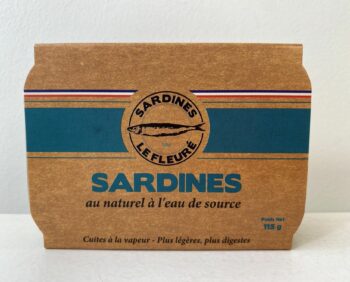 SARDINES
LE FLEURÉ
SARDINES
au naturel à l'eau de source
Poids Net
115 g
Cuites à la vapeur - Plus légères, plus digestes